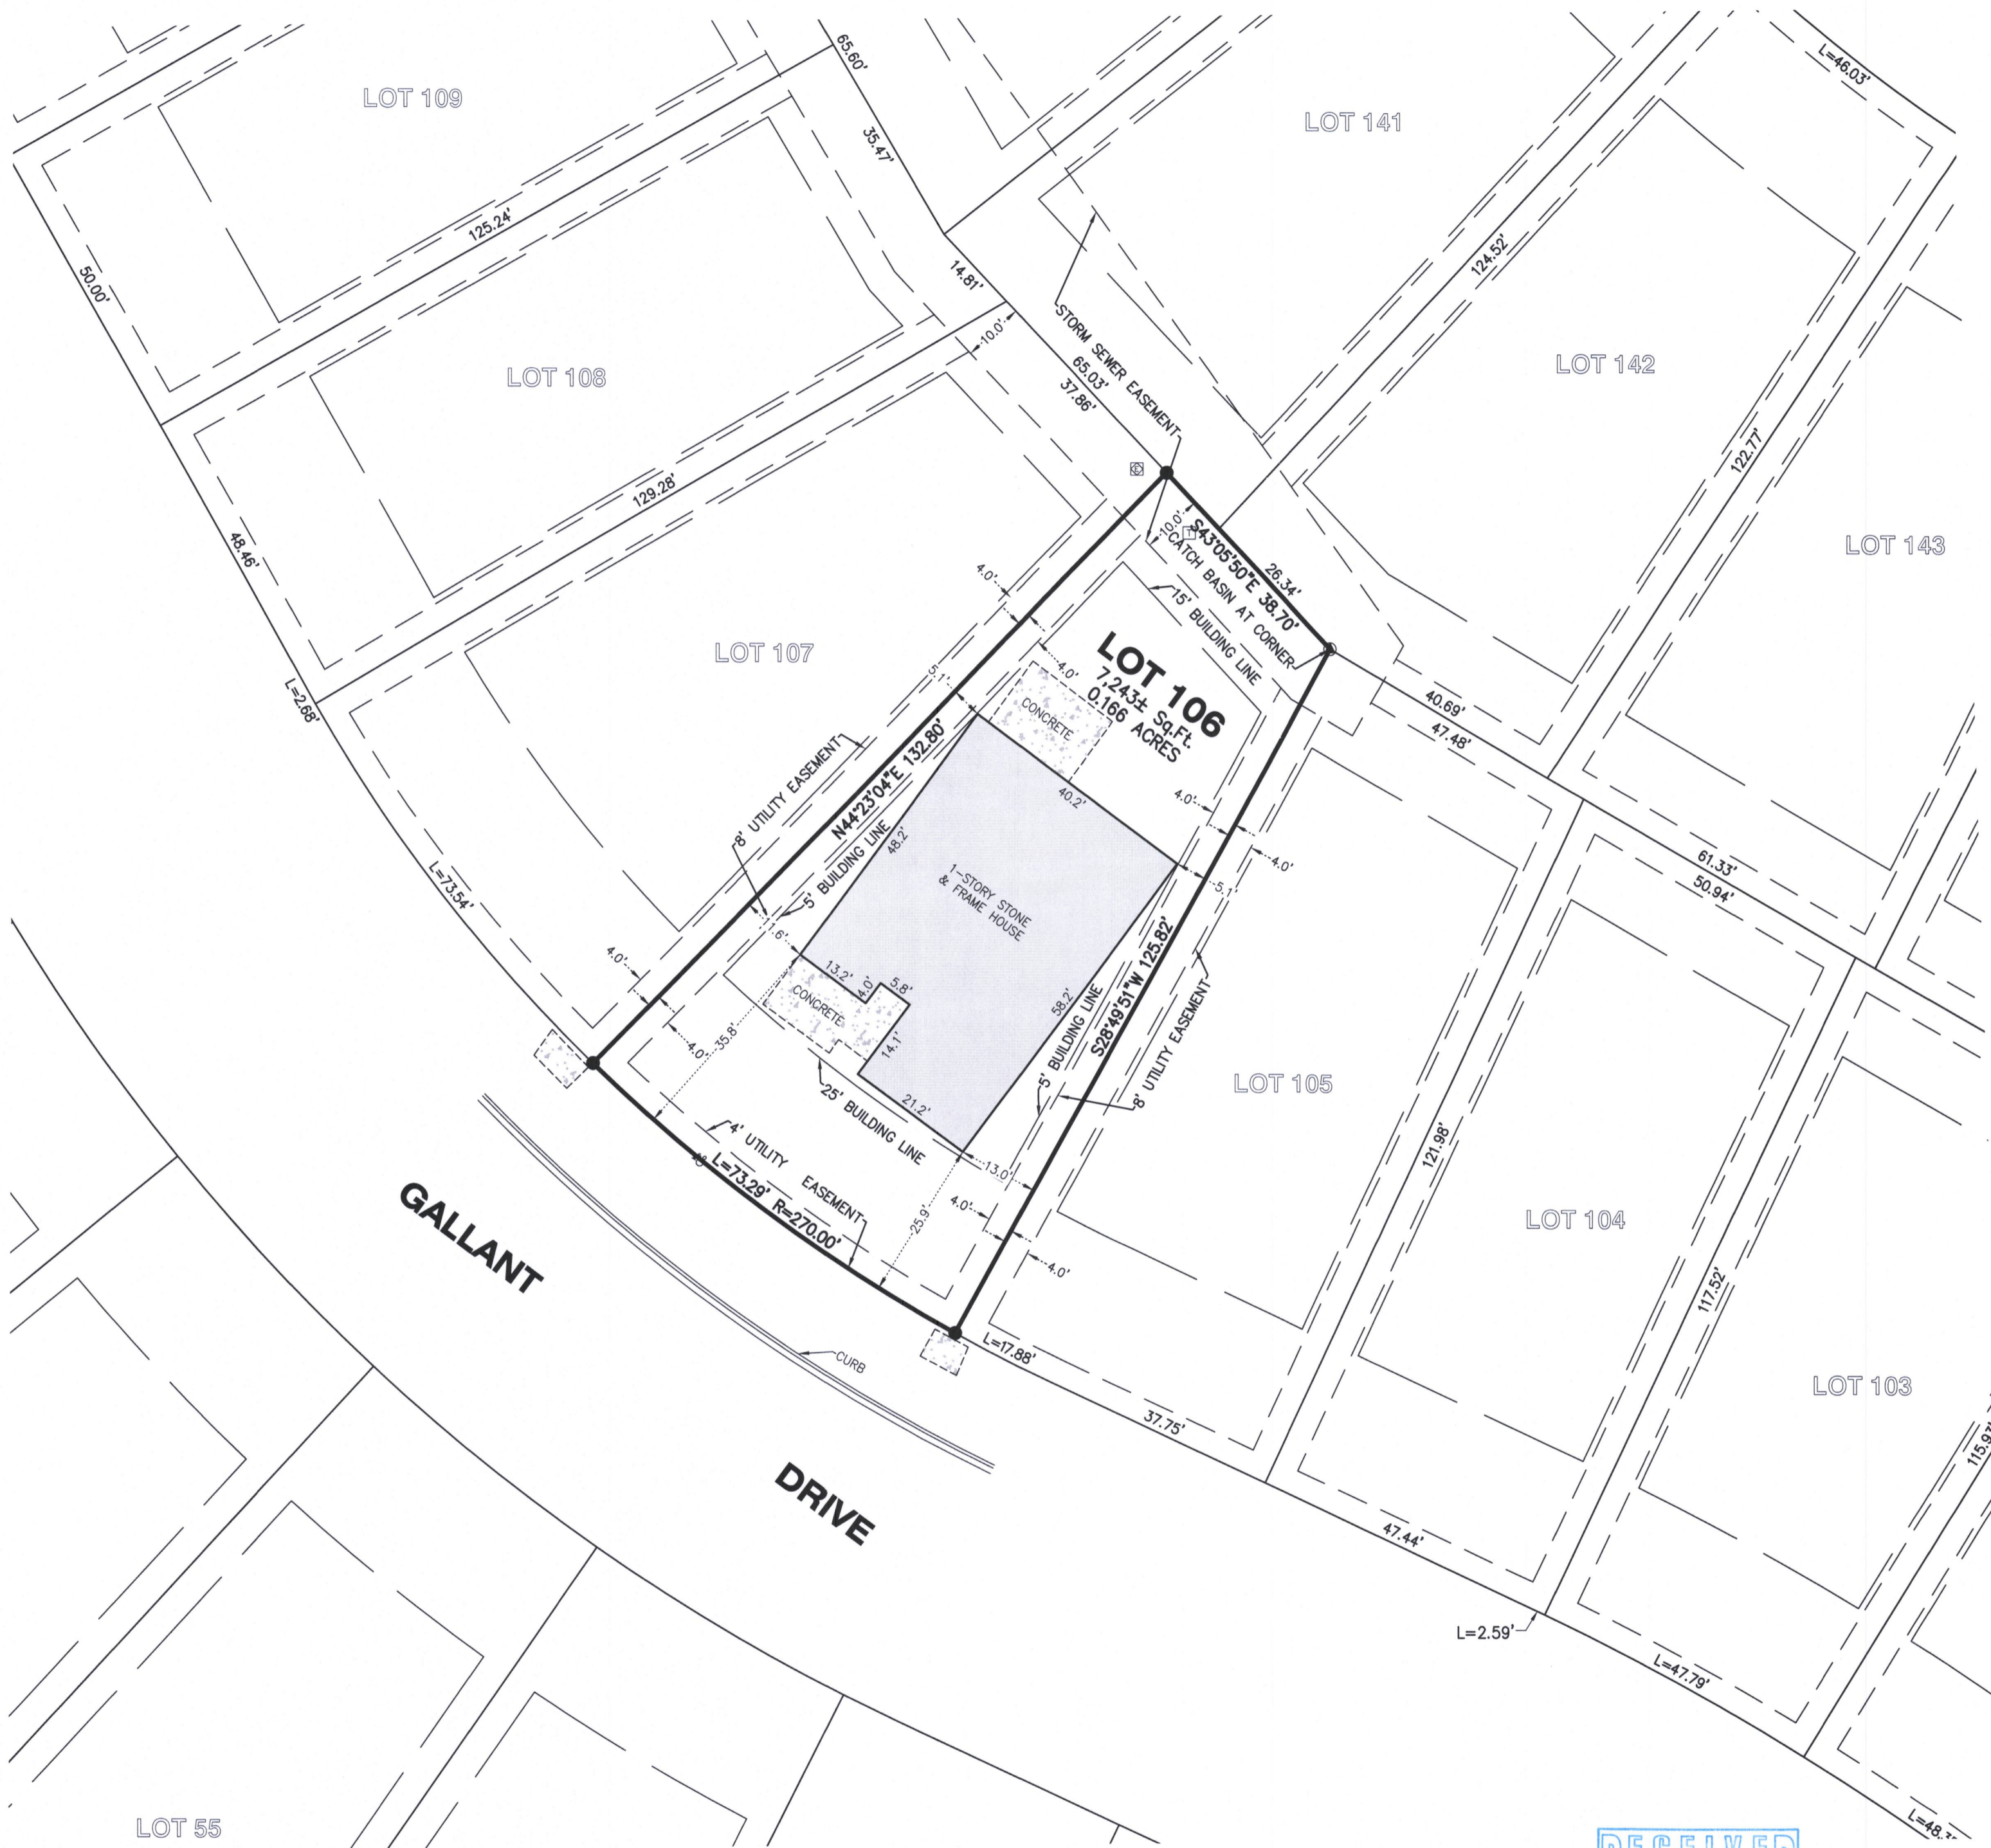 65.60'
L=46.03'
LOT 109
LOT 141
35.47'
125.24'
124.52'
50.00'
14.81'
10.0'
STORM SEWER EASEMENT
65.03'
37.86'
LOT 108
LOT 142
122.77'
129.28'
48.46'
LOT 143
10.0'
S43°05'50"E 38.70'
26.34'
CATCH BASIN AT CORNER
15' BUILDING LINE
4.0'
4.0'
LOT 107
5.1'
LOT 106
7,243± Sq.Ft.
0.166 ACRES
CONCRETE
L=2.68'
40.69'
47.48'
8' UTILITY EASEMENT
N44°23'04"E 132.80'
5' BUILDING LINE
48.2'
40.2'
4.0'
4.0'
5.1'
1-STORY STONE
& FRAME HOUSE
61.33'
50.94'
L=73.54'
11.6'
4.0'
13.2'
4.0'
5.8'
CONCRETE
58.2'
S28°49'51"W 125.82'
5' BUILDING LINE
8' UTILITY EASEMENT
14.1'
35.8'
4.0'
LOT 105
25' BUILDING LINE
21.2'
4' UTILITY EASEMENT
L=73.29' R=270.00'
13.0'
4.0'
25.9'
4.0'
121.98'
LOT 104
117.52'
GALLANT
DRIVE
CURB
L=17.88'
37.75'
LOT 103
115.97'
47.44'
L=2.59'
L=47.79'
LOT 55
RECEIVED